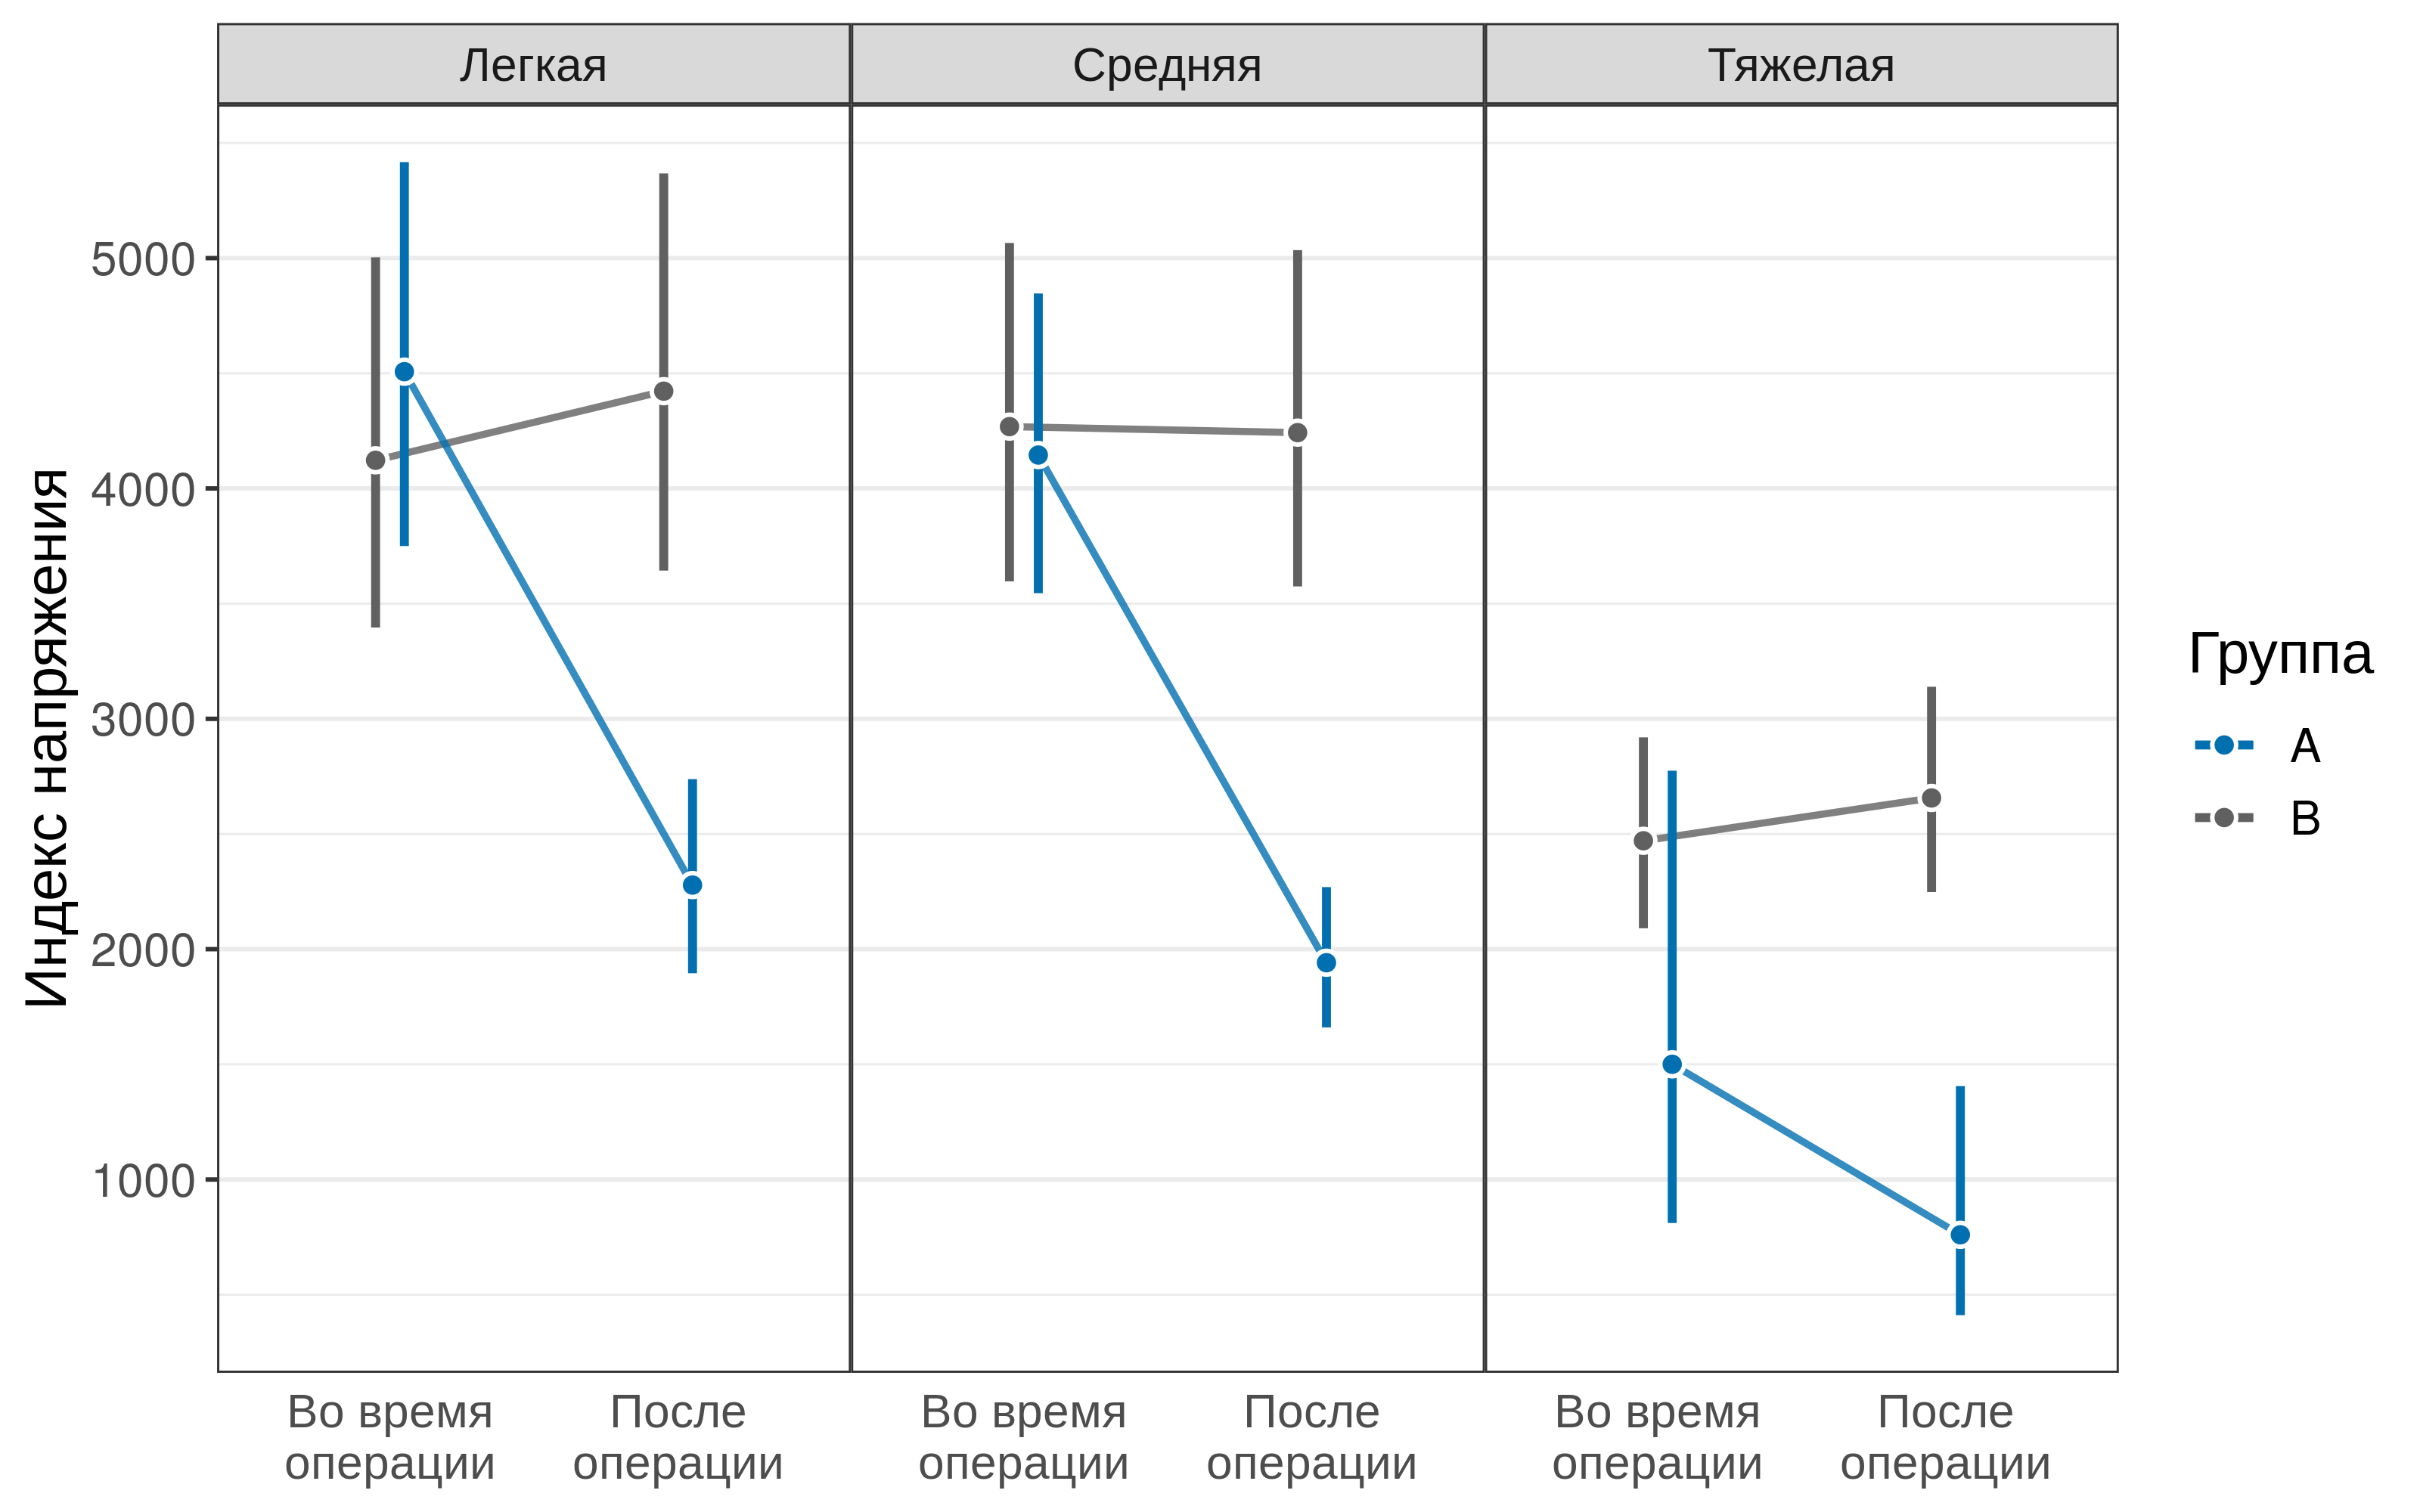 Легкая
Средняя
Тяжелая
Индекс напряжения
5000
4000
3000
2000
1000
Во время
операции
После
операции
Во время
операции
После
операции
Во время
операции
После
операции
Группа
A
B